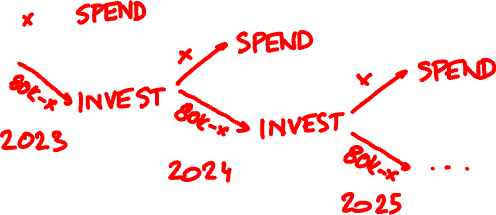 x SPEND
80K-x INVEST
2023
x SPEND
80K-x INVEST
2024
x SPEND
80K-x ...
2025